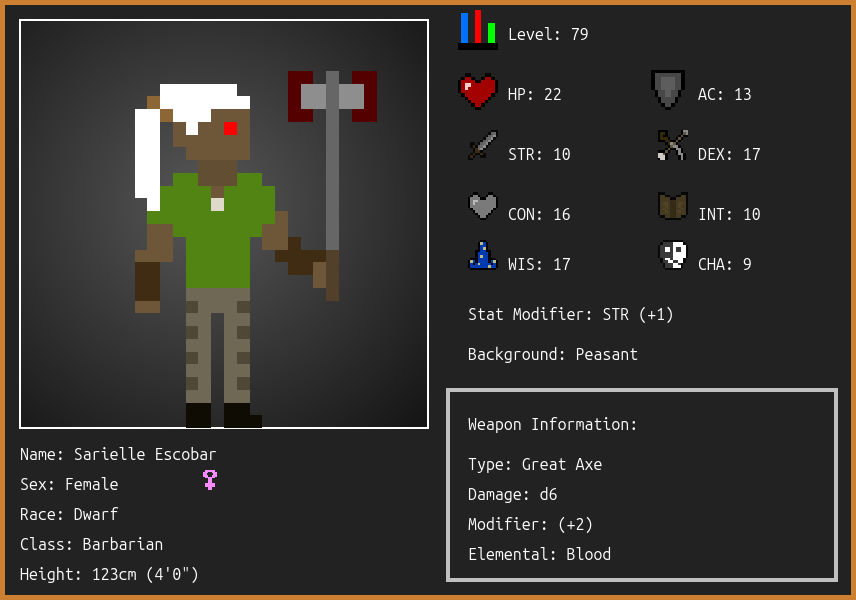 Level: 79
HP: 22
AC: 13
STR: 10
DEX: 17
CON: 16
INT: 10
WIS: 17
CHA: 9
Stat Modifier: STR (+1)
Background: Peasant
Weapon Information:
Type: Great Axe
Damage: d6
Modifier: (+2)
Elemental: Blood
Name: Sarielle Escobar
Sex: Female
Race: Dwarf
Class: Barbarian
Height: 123cm (4'0")